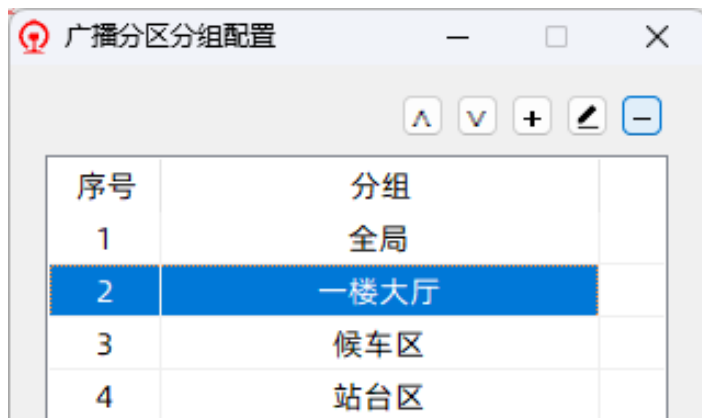 广播分区分组配置
序号 分组
1 全局
2 一楼大厅
3 候车区
4 站台区